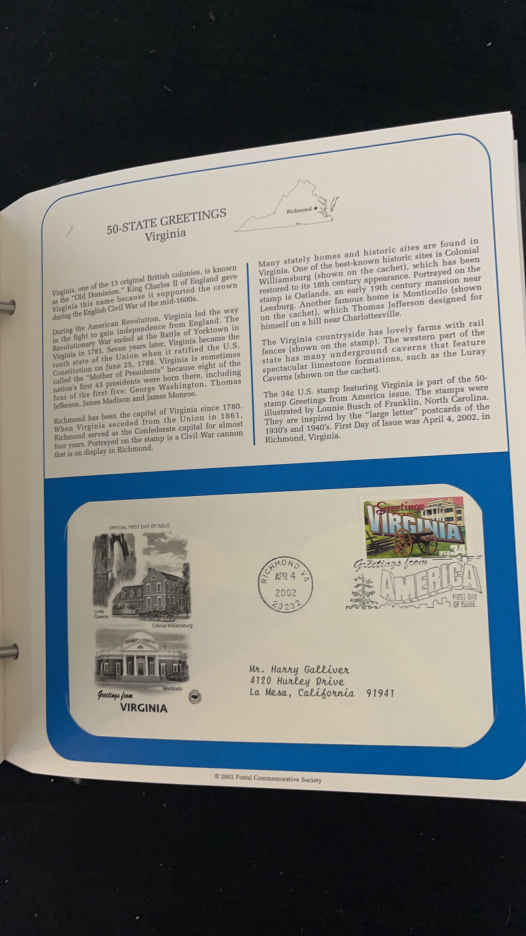 50-STATE GREETINGS
Virginia
Richmond
Virginia, one of the 13 original British colonies, is known
as the "Old Dominion." King Charles II of England gave
Virginia this name because it supported the crown
during the English Civil War of the mid-1600s.
During the American Revolution, Virginia led the way
in the fight to gain independence from England. The
Revolutionary War ended at the Battle of Yorktown in
Virginia in 1781. Seven years later, Virginia became the
tenth state of the Union when it ratified the U.S.
Constitution on June 25, 1788. Virginia is sometimes
called the "Mother of Presidents" because eight of the
nation's first 43 presidents were born there, including
four of the first five: George Washington, Thomas
Jefferson, James Madison and James Monroe.
Richmond has been the capital of Virginia since 1780.
When Virginia seceded from the Union in 1861,
Richmond served as the Confederate capital for almost
four years. Portrayed on the stamp is a Civil War cannon
that is on display in Richmond.
Many stately homes and historic sites are found in
Virginia. One of the best-known historic sites is Colonial
Williamsburg (shown on the cachet), which has been
restored to its 18th century appearance. Portrayed on the
stamp is Oatlands, an early 19th century mansion near
Leesburg. Another famous home is Monticello (shown
on the cachet), which Thomas Jefferson designed for
himself on a hill near Charlottesville.
The Virginia countryside has lovely farms with rail
fences (shown on the stamp). The western part of the
state has many underground caverns that feature
spectacular limestone formations, such as the Luray
Caverns (shown on the cachet).
The 34¢ U.S. stamp featuring Virginia is part of the 50-
stamp Greetings from America issue. The stamps were
illustrated by Lonnie Busch of Franklin, North Carolina.
They are inspired by the "large letter" postcards of the
1930's and 1940's. First Day of Issue was April 4, 2002, in
Richmond, Virginia.
OFFICIAL FIRST DAY OF ISSUE
Luray
Caverns
Colonial Williamsburg
Monticello
Greetings from
VIRGINIA
RICHMOND VA
APR 4
2002
23232
Greetings
VIRGINIA
34
Greetings from
AMERICA
FIRST DAY
OF ISSUE
Mr. Harry Galliver
4120 Hurley Drive
La Mesa, California 91941
© 2002 Postal Commemorative Society